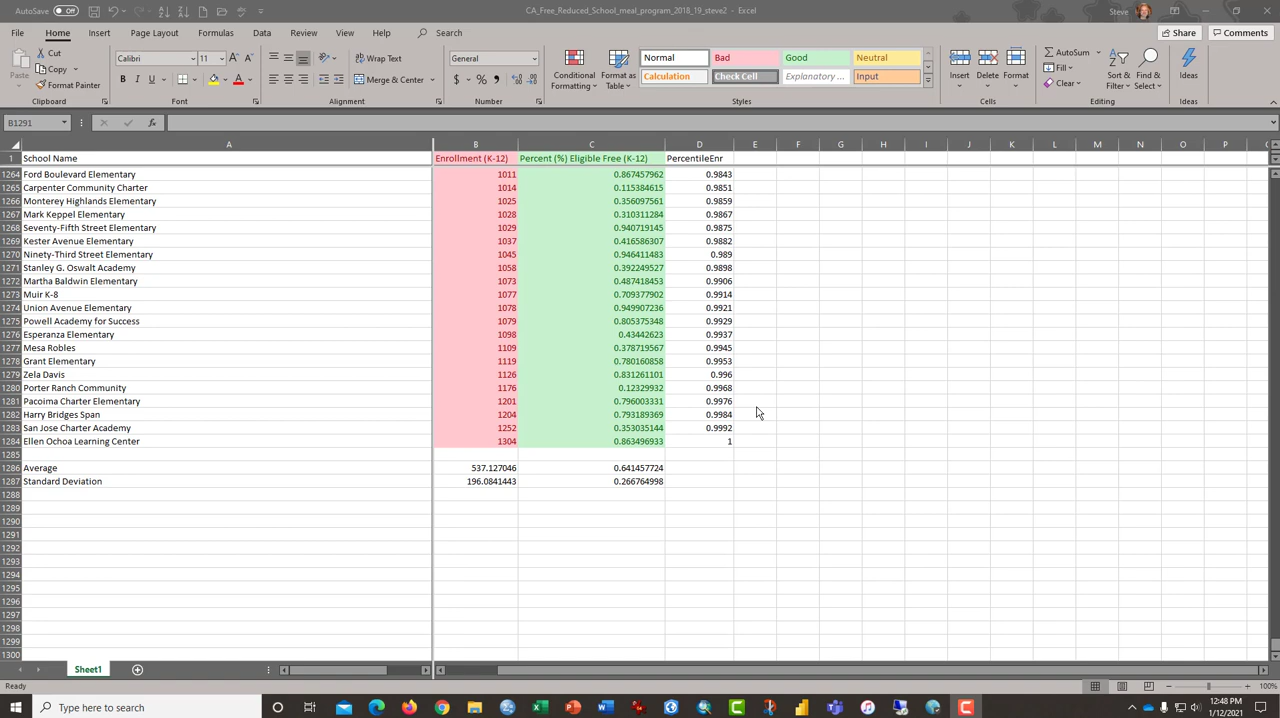 AutoSave Off CA_Free_Reduced_School_meal_program_2018_19_steve2 - Excel Steve
File Home Insert Page Layout Formulas Data Review View Help Search Share Comments
Paste Cut Copy Format Painter Clipboard
Calibri 11 A A B I U A Font
Wrap Text Merge & Center Alignment
General $ % Number
Conditional Formatting Format as Table
Normal Bad Good Neutral
Calculation Check Cell Explanatory ... Input
Styles
Insert Delete Format Cells
AutoSum Fill Clear Sort & Filter Find & Select Editing
Ideas Ideas
B1291 fx
A B C D E F G H I J K L M N O P
1 School Name Enrollment (K-12) Percent (%) Eligible Free (K-12) PercentileEnr
1264 Ford Boulevard Elementary 1011 0.867457962 0.9843
1265 Carpenter Community Charter 1014 0.115384615 0.9851
1266 Monterey Highlands Elementary 1025 0.356097561 0.9859
1267 Mark Keppel Elementary 1028 0.310311284 0.9867
1268 Seventy-Fifth Street Elementary 1029 0.940719145 0.9875
1269 Kester Avenue Elementary 1037 0.416586307 0.9882
1270 Ninety-Third Street Elementary 1045 0.946411483 0.989
1271 Stanley G. Oswalt Academy 1058 0.392249527 0.9898
1272 Martha Baldwin Elementary 1073 0.487418453 0.9906
1273 Muir K-8 1077 0.709377902 0.9914
1274 Union Avenue Elementary 1078 0.949907236 0.9921
1275 Powell Academy for Success 1079 0.805375348 0.9929
1276 Esperanza Elementary 1098 0.43442623 0.9937
1277 Mesa Robles 1109 0.378719567 0.9945
1278 Grant Elementary 1119 0.780160858 0.9953
1279 Zela Davis 1126 0.831261101 0.996
1280 Porter Ranch Community 1176 0.12329932 0.9968
1281 Pacoima Charter Elementary 1201 0.796003331 0.9976
1282 Harry Bridges Span 1204 0.793189369 0.9984
1283 San Jose Charter Academy 1252 0.353035144 0.9992
1284 Ellen Ochoa Learning Center 1304 0.863496933 1
1285
1286 Average 537.127046 0.641457724
1287 Standard Deviation 196.0841443 0.266764998
1288
1289
1290
1291
1292
1293
1294
1295
1296
1297
1298
1299
1300
Sheet1
Ready 100%
Type here to search 12:48 PM
1/12/2021